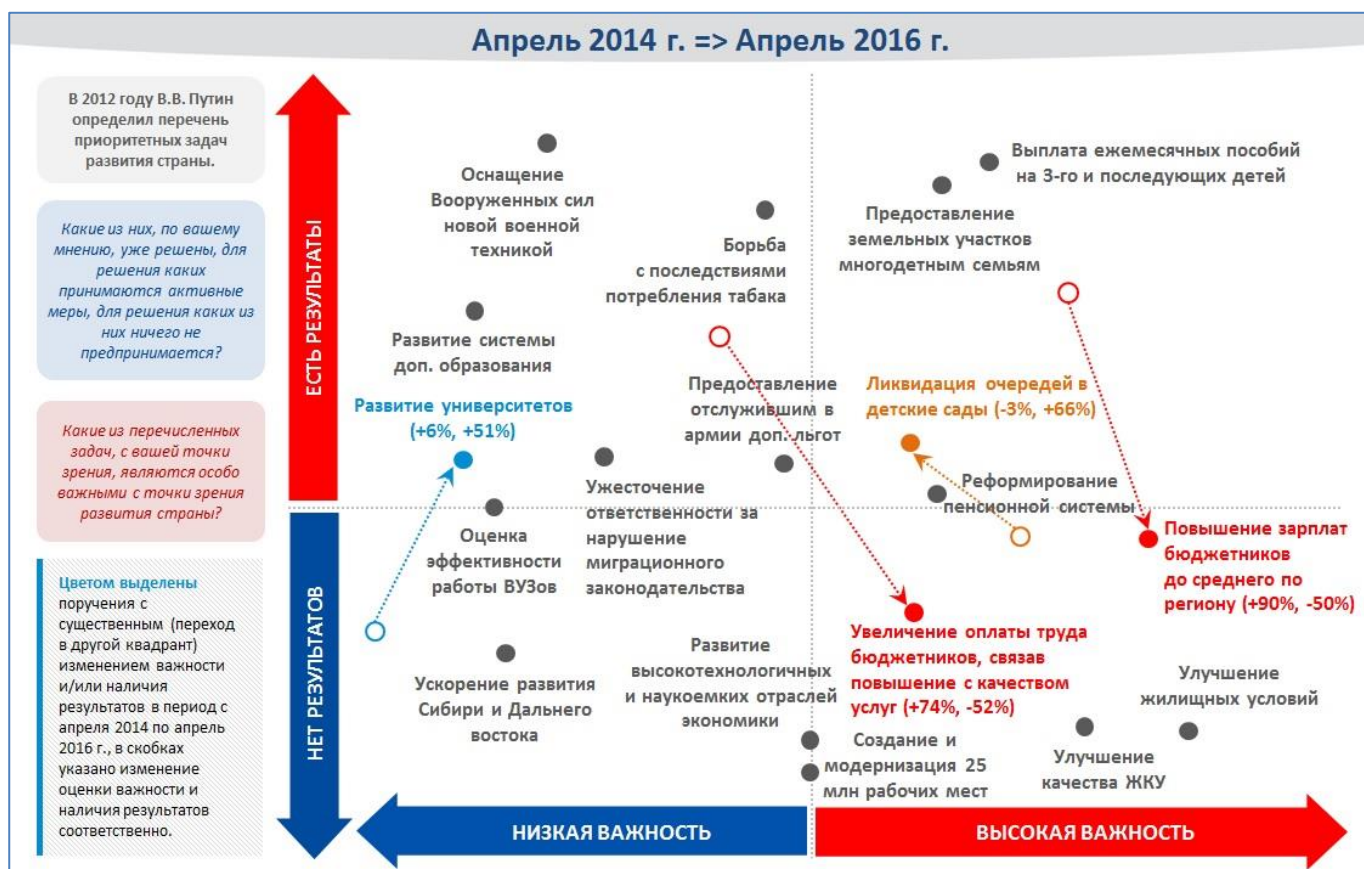 Апрель 2014 г. => Апрель 2016 г.
В 2012 году В.В. Путин
определил перечень
приоритетных задач
развития страны.
Какие из них, по вашему
мнению, уже решены, для
решения каких
принимаются активные
меры, для решения каких из
них ничего не
предпринимается?
Какие из перечисленных
задач, с вашей точки
зрения, являются особо
важными с точки зрения
развития страны?
Цветом выделены
поручения с
существенным (переход
в другой квадрант)
изменением важности
и/или наличия
результатов в период с
апреля 2014 по апрель
2016 г., в скобках
указано изменение
оценки важности и
наличия результатов
соответственно.
ЕСТЬ РЕЗУЛЬТАТЫ
НЕТ РЕЗУЛЬТАТОВ
Оснащение
Вооруженных сил
новой военной
техникой
Борьба
с последствиями
потребления табака
Выплата ежемесячных пособий
на 3-го и последующих детей
Предоставление
земельных участков
многодетным семьям
Развитие системы
доп. образования
Развитие университетов
(+6%, +51%)
Предоставление
отслужившим в
армии доп. льгот
Ликвидация очередей в
детские сады (-3%, +66%)
Ужесточение
ответственности за
нарушение
миграционного
законодательства
Реформирование
пенсионной системы
Оценка
эффективности
работы ВУЗов
Повышение зарплат
бюджетников
до среднего по
региону (+90%, -50%)
Ускорение развития
Сибири и Дальнего
востока
Развитие
высокотехнологичных
и наукоемких отраслей
экономики
Увеличение оплаты труда
бюджетников, связав
повышение с качеством
услуг (+74%, -52%)
Улучшение
жилищных условий
Создание и
модернизация 25
млн рабочих мест
Улучшение
качества ЖКУ
НИЗКАЯ ВАЖНОСТЬ
ВЫСОКАЯ ВАЖНОСТЬ